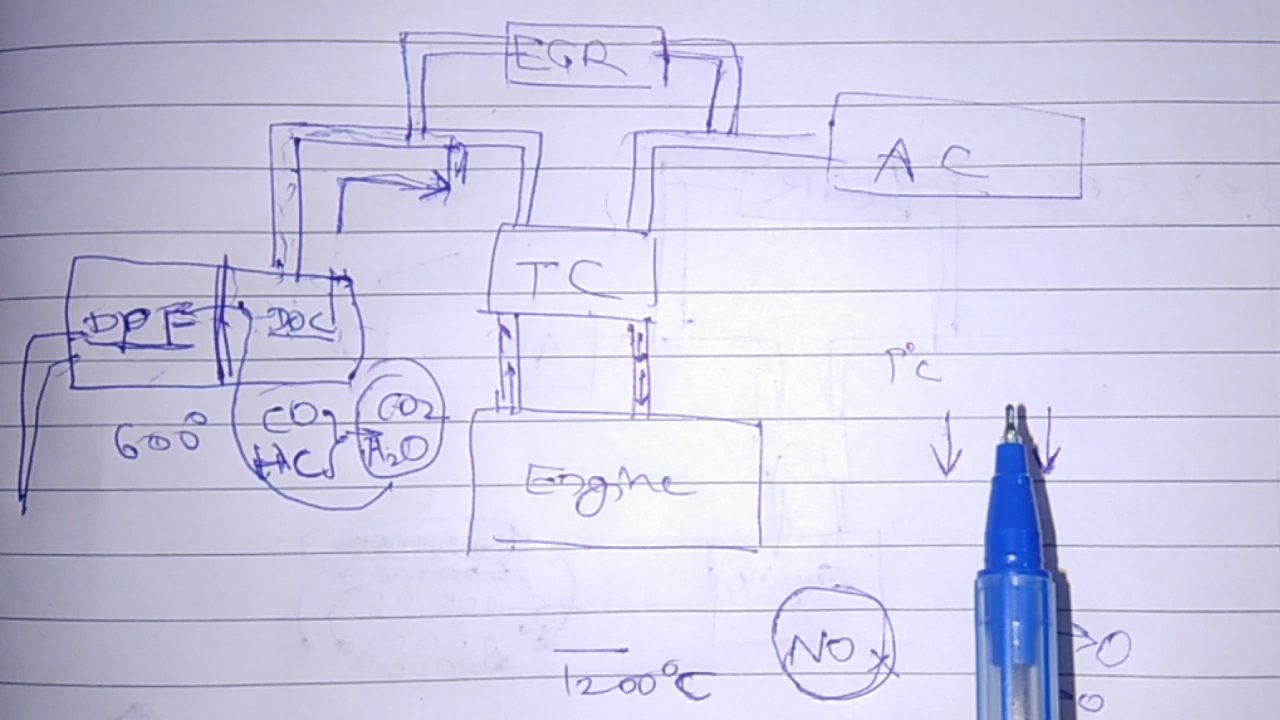 EGR
AC
TC
DPF
DOC
T°C
600°
CO
HC
CO2
H2O
Engine
NOx
1200°C
→O
→O